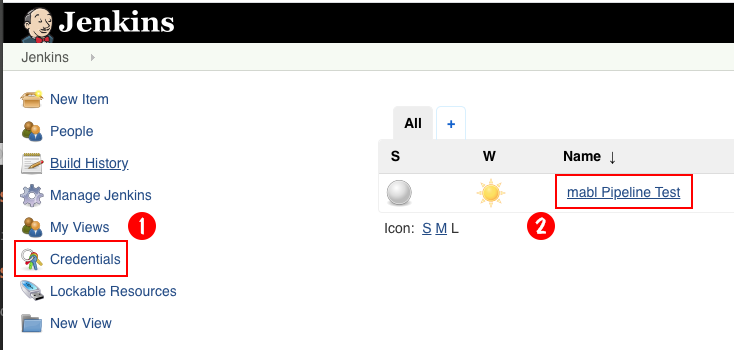 Jenkins
Jenkins
New Item
People
Build History
Manage Jenkins
My Views
1
Credentials
Lockable Resources
New View
All +
S W Name ↓
mabl Pipeline Test
Icon: S M L
2